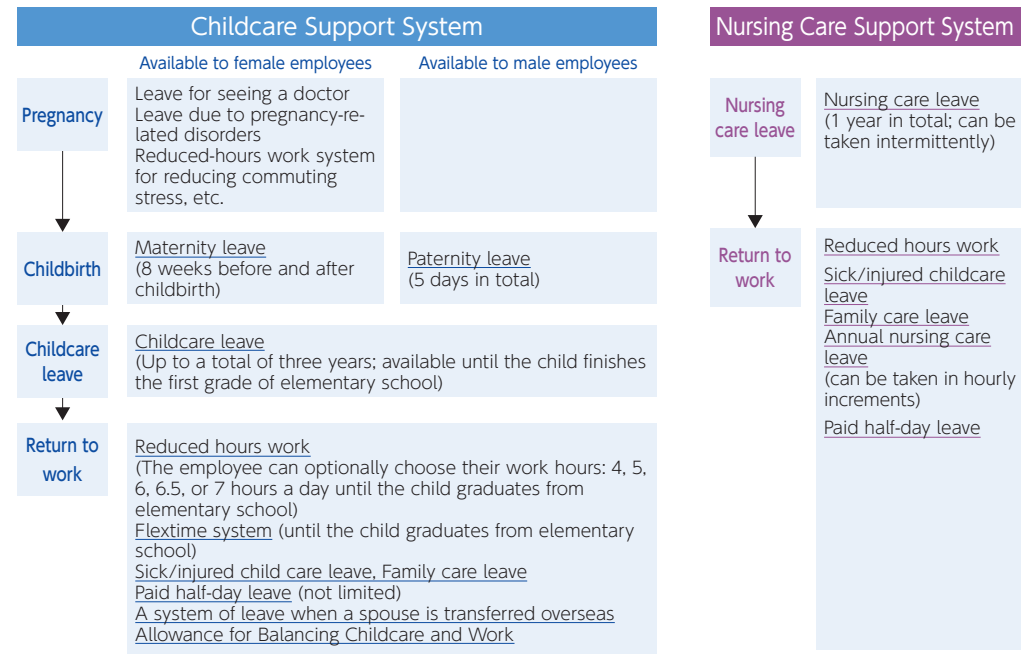 Childcare Support System
Available to female employees
Available to male employees
Pregnancy
Leave for seeing a doctor
Leave due to pregnancy-re-
lated disorders
Reduced-hours work system
for reducing commuting
stress, etc.
Childbirth
Maternity leave
(8 weeks before and after
childbirth)
Paternity leave
(5 days in total)
Childcare
leave
Childcare leave
(Up to a total of three years; available until the child finishes
the first grade of elementary school)
Return to
work
Reduced hours work
(The employee can optionally choose their work hours: 4, 5,
6, 6.5, or 7 hours a day until the child graduates from
elementary school)
Flextime system (until the child graduates from elementary
school)
Sick/injured child care leave, Family care leave
Paid half-day leave (not limited)
A system of leave when a spouse is transferred overseas
Allowance for Balancing Childcare and Work
Nursing Care Support System
Nursing
care leave
Nursing care leave
(1 year in total; can be
taken intermittently)
Return to
work
Reduced hours work
Sick/injured childcare
leave
Family care leave
Annual nursing care
leave
(can be taken in hourly
increments)
Paid half-day leave